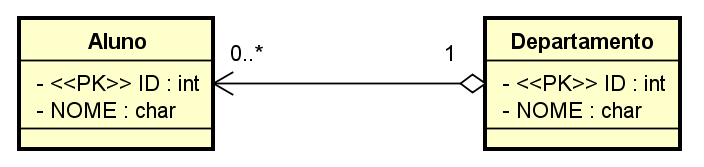 Aluno
- <<PK>> ID : int
- NOME : char
0..*
1
Departamento
- <<PK>> ID : int
- NOME : char